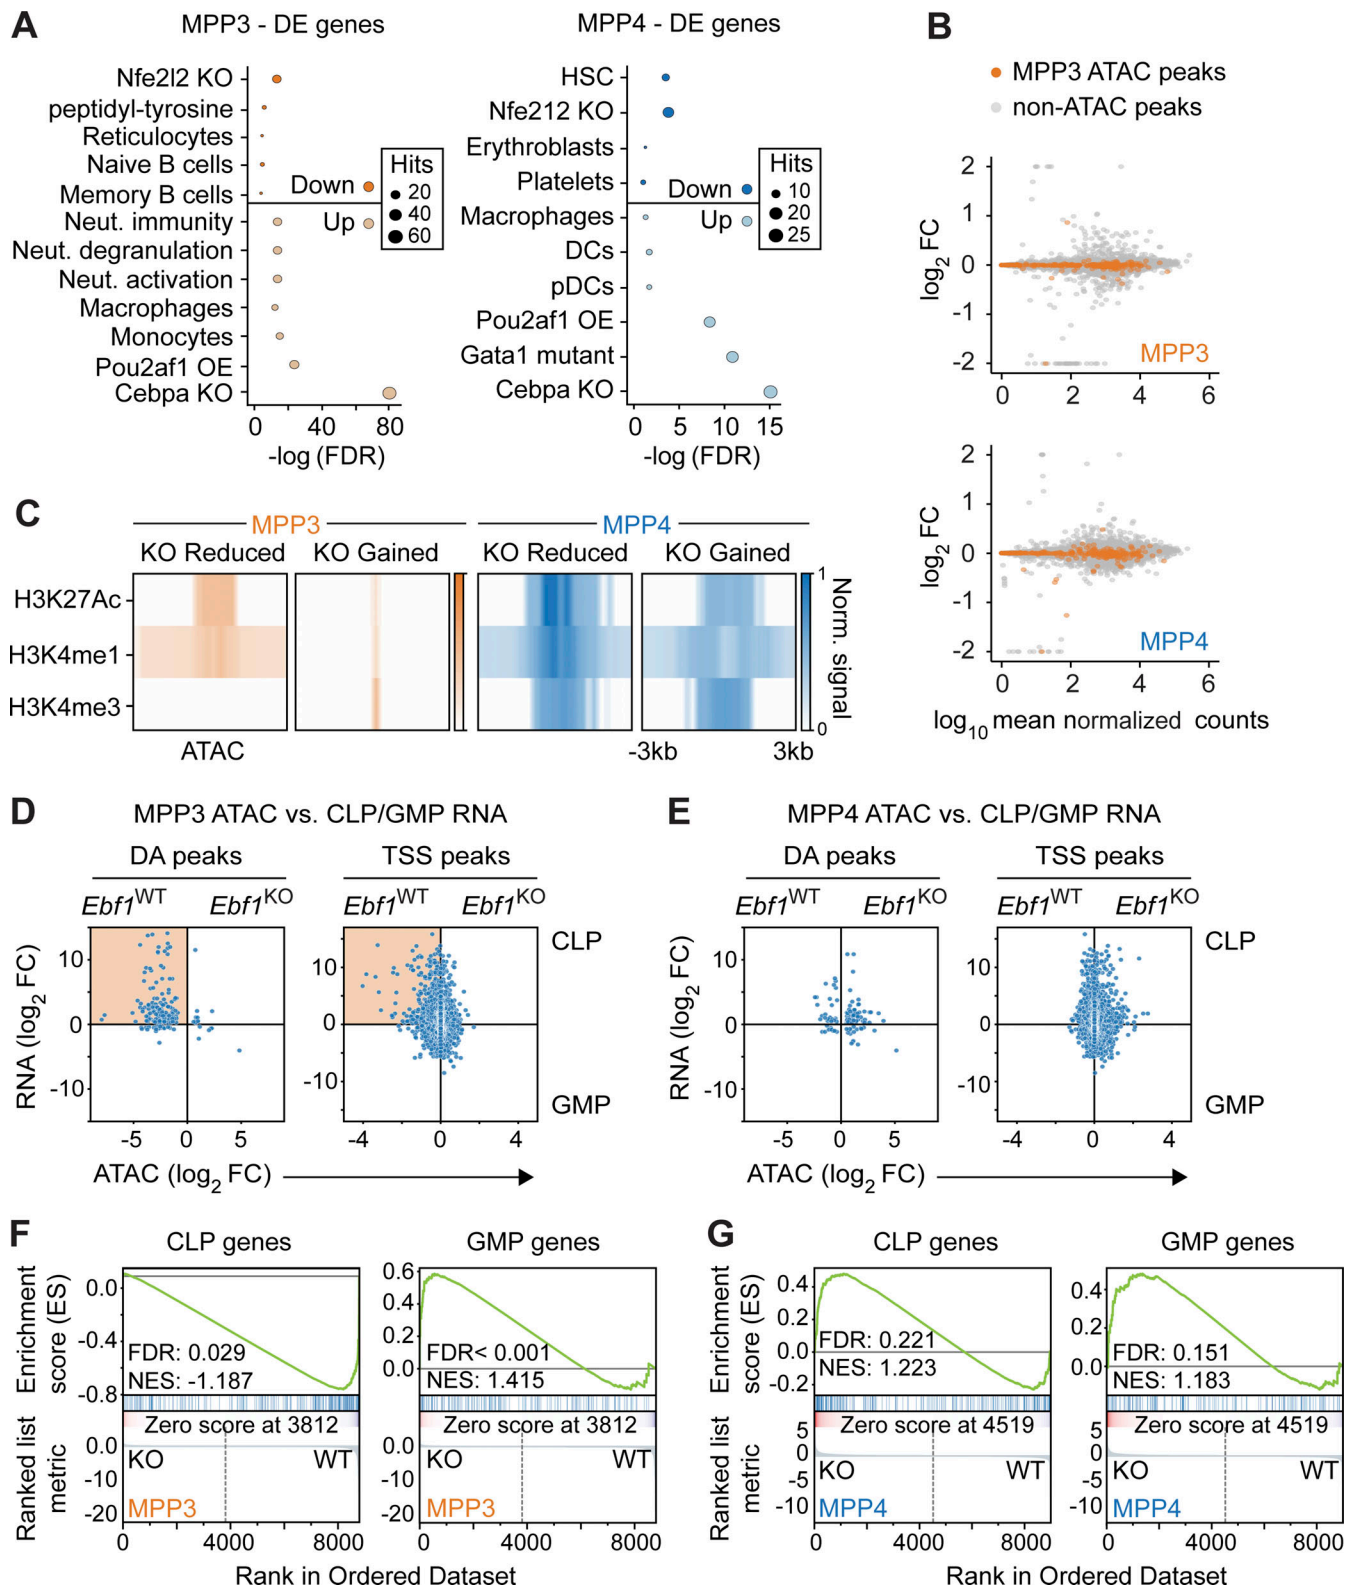 A
MPP3 - DE genes
Nfe2l2 KO
peptidyl-tyrosine
Reticulocytes
Naive B cells
Memory B cells
Neut. immunity
Neut. degranulation
Neut. activation
Macrophages
Monocytes
Pou2af1 OE
Cebpa KO
Down
Up
Hits
20
40
60
0 40 80
-log (FDR)
MPP4 - DE genes
HSC
Nfe212 KO
Erythroblasts
Platelets
Macrophages
DCs
pDCs
Pou2af1 OE
Gata1 mutant
Cebpa KO
Down
Up
Hits
10
20
25
0 5 10 15
-log (FDR)
B
MPP3 ATAC peaks
non-ATAC peaks
log2 FC
2
1
0
-1
-2
MPP3
0 2 4 6
log2 FC
2
1
0
-1
-2
MPP4
0 2 4 6
log10 mean normalized counts
C
MPP3
MPP4
KO Reduced KO Gained KO Reduced KO Gained
H3K27Ac
H3K4me1
H3K4me3
1
Norm. signal
0
ATAC
-3kb 3kb
D
MPP3 ATAC vs. CLP/GMP RNA
DA peaks TSS peaks
Ebf1WT Ebf1KO Ebf1WT Ebf1KO
RNA (log2 FC)
10
0
-10
-5 0 5
10
0
-10
-4 0 4
CLP
GMP
ATAC (log2 FC)
E
MPP4 ATAC vs. CLP/GMP RNA
DA peaks TSS peaks
Ebf1WT Ebf1KO Ebf1WT Ebf1KO
RNA (log2 FC)
10
0
-10
-5 0 5
10
0
-10
-4 0 4
CLP
GMP
ATAC (log2 FC)
F
CLP genes
Enrichment score (ES)
0.0
-0.4
-0.8
FDR: 0.029
NES: -1.187
Zero score at 3812
Ranked list metric
0.0
-10
-20
KO WT
MPP3
0 4000 8000
GMP genes
0.6
0.4
0.2
0.0
FDR< 0.001
NES: 1.415
Zero score at 3812
0.0
-10
-20
KO WT
MPP3
0 4000 8000
Rank in Ordered Dataset
G
CLP genes
Enrichment score (ES)
0.4
0.2
0.0
-0.2
FDR: 0.221
NES: 1.223
Zero score at 4519
Ranked list metric
5
0
-5
-10
KO WT
MPP4
0 4000 8000
GMP genes
0.4
0.2
0.0
FDR: 0.151
NES: 1.183
Zero score at 4519
5
0
-5
-10
KO WT
MPP4
0 4000 8000
Rank in Ordered Dataset